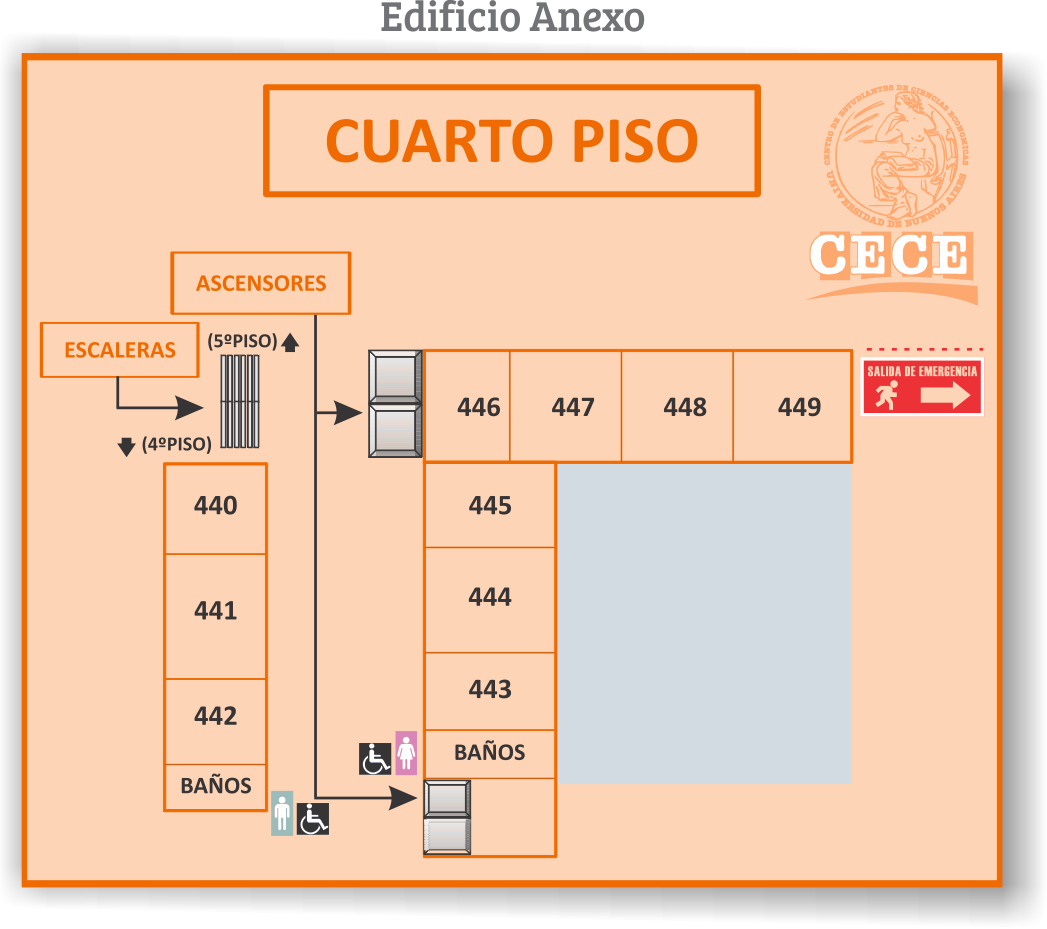 Edificio Anexo
CUARTO PISO
CENTRO DE ESTUDIANTES DE CIENCIAS ECONOMICAS
UNIVERSIDAD DE BUENOS AIRES
CECE
ASCENSORES
ESCALERAS
(5ºPISO)
(4ºPISO)
SALIDA DE EMERGENCIA
446 447 448 449
440
441
442
BAÑOS
445
444
443
BAÑOS